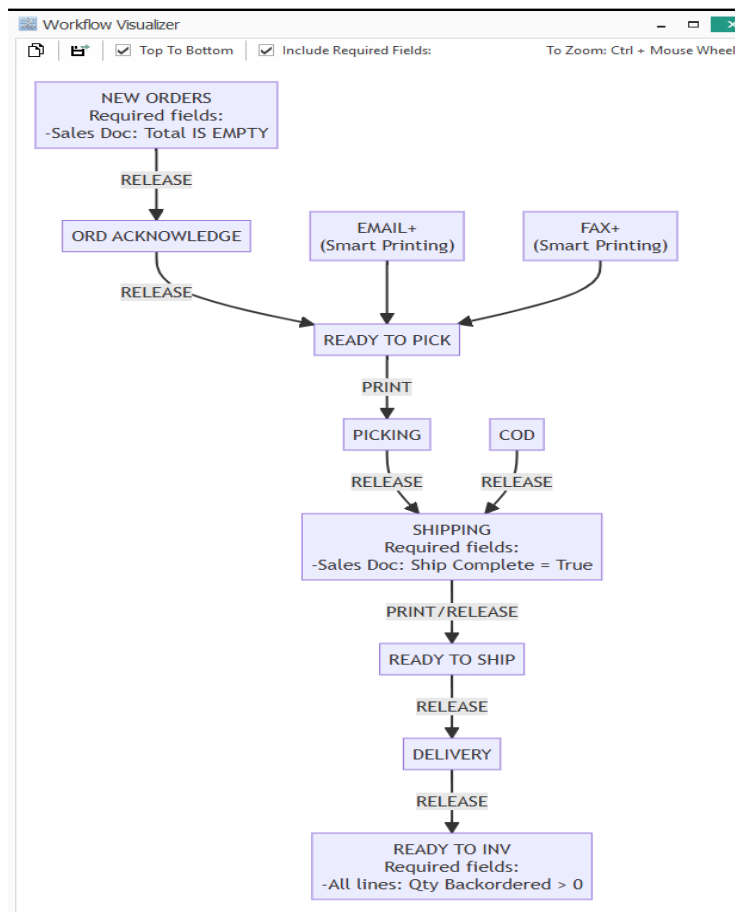 Workflow Visualizer
Top To Bottom
Include Required Fields:
To Zoom: Ctrl + Mouse Wheel
NEW ORDERS
Required fields:
-Sales Doc: Total IS EMPTY
RELEASE
ORD ACKNOWLEDGE
EMAIL+
(Smart Printing)
FAX+
(Smart Printing)
RELEASE
READY TO PICK
PRINT
PICKING
COD
RELEASE
RELEASE
SHIPPING
Required fields:
-Sales Doc: Ship Complete = True
PRINT/RELEASE
READY TO SHIP
RELEASE
DELIVERY
RELEASE
READY TO INV
Required fields:
-All lines: Qty Backordered > 0